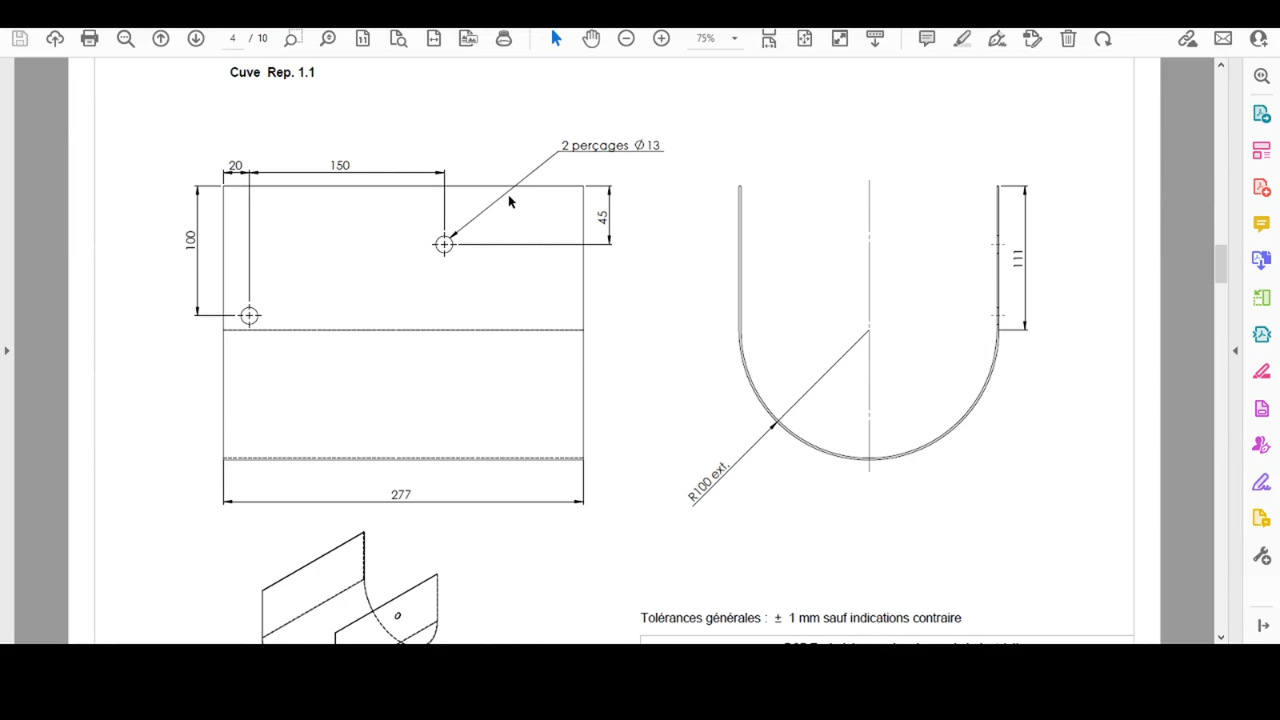 4 / 10
75%
Cuve Rep. 1.1
2 perçages Ø13
20
150
45
100
111
R100 ext.
277
Tolérances générales : ± 1 mm sauf indications contraire